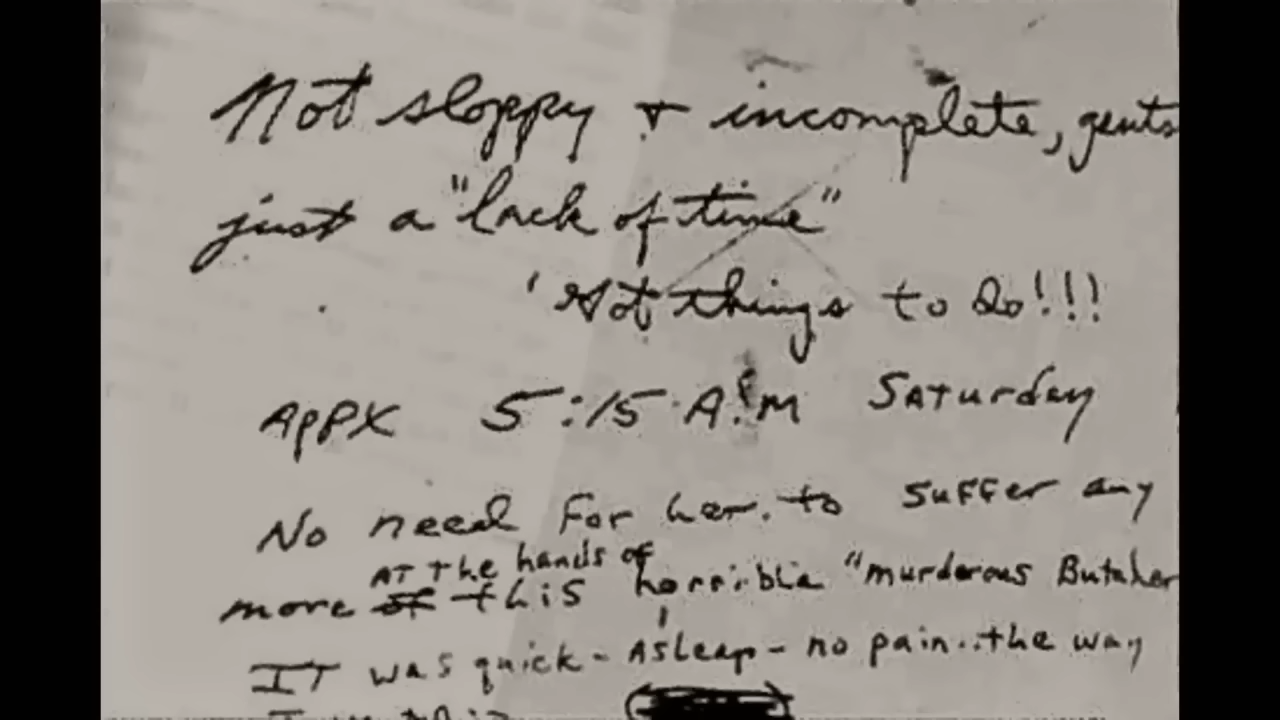 Not sloppy & incomplete, gents
just a "lack of time"
'Got things to do!!!
Appx 5:15 A.M Saturday
No need for her to suffer any
AT The hands of
more of this horrible "murderous Butcher
IT was quick - Asleep - no pain..the way